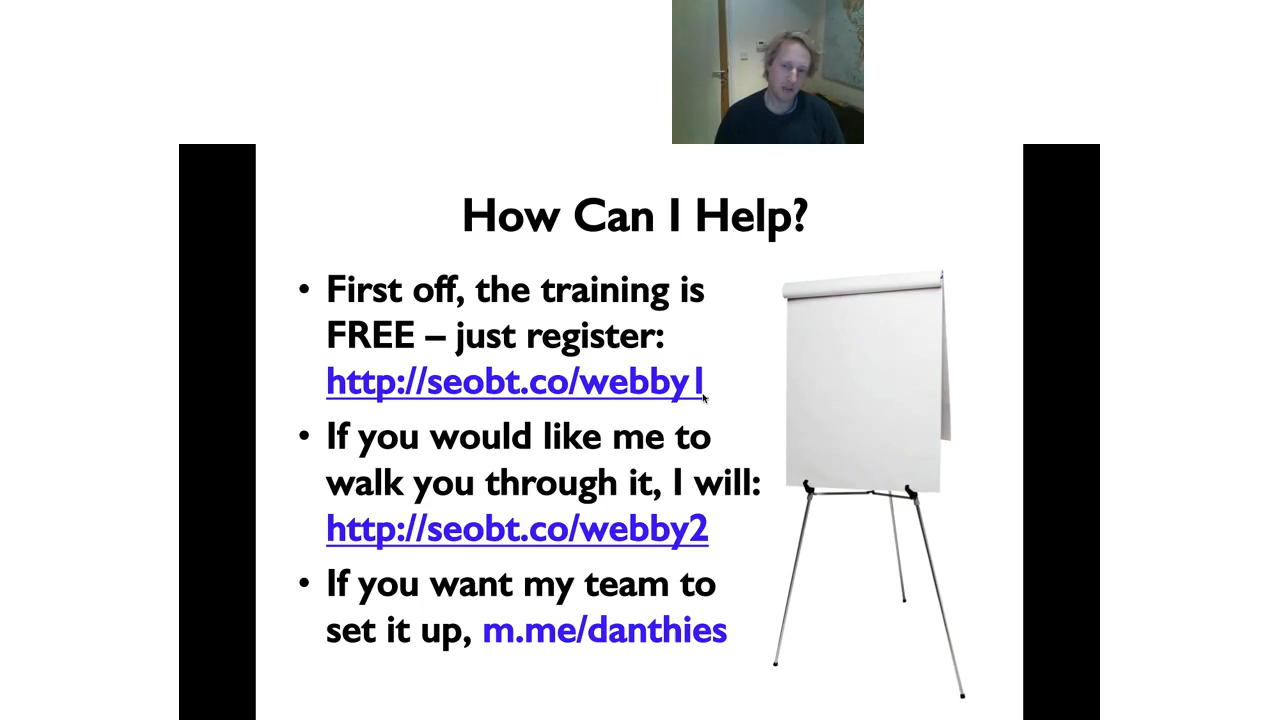 How Can I Help?
• First off, the training is
FREE – just register:
http://seobt.co/webby1
• If you would like me to
walk you through it, I will:
http://seobt.co/webby2
• If you want my team to
set it up, m.me/danthies